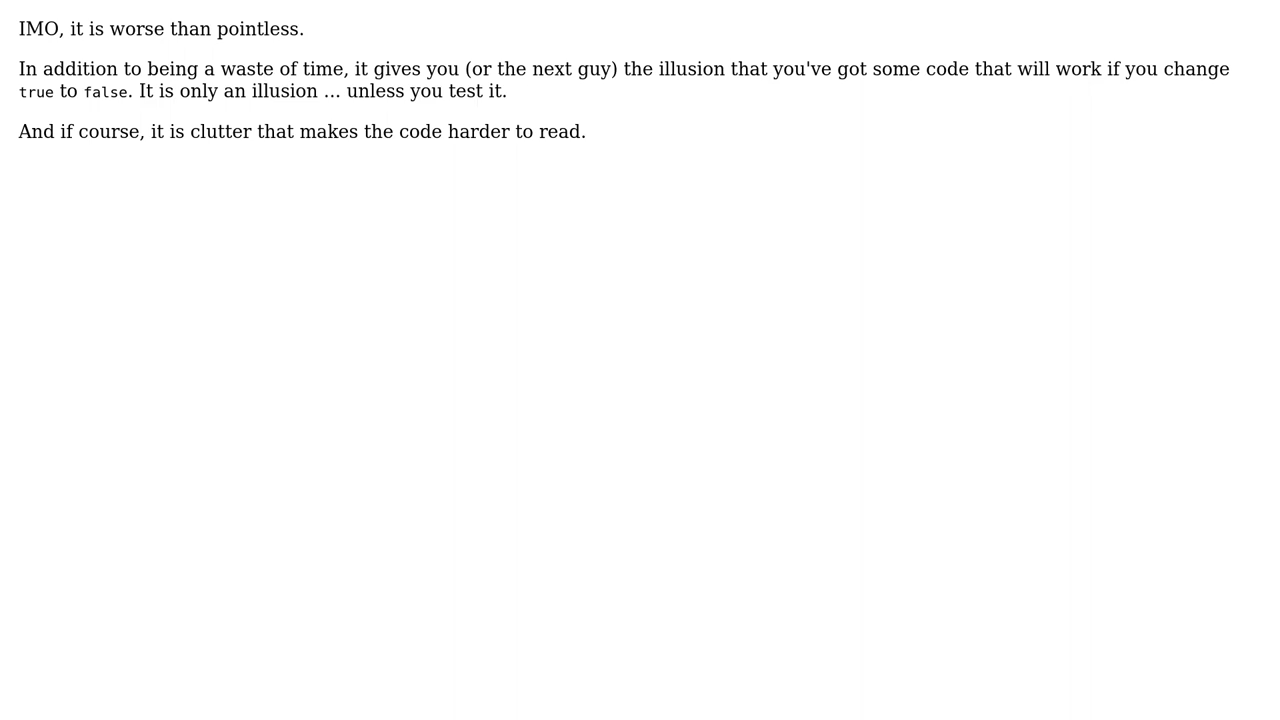 IMO, it is worse than pointless.
In addition to being a waste of time, it gives you (or the next guy) the illusion that you've got some code that will work if you change
true to false. It is only an illusion ... unless you test it.
And if course, it is clutter that makes the code harder to read.